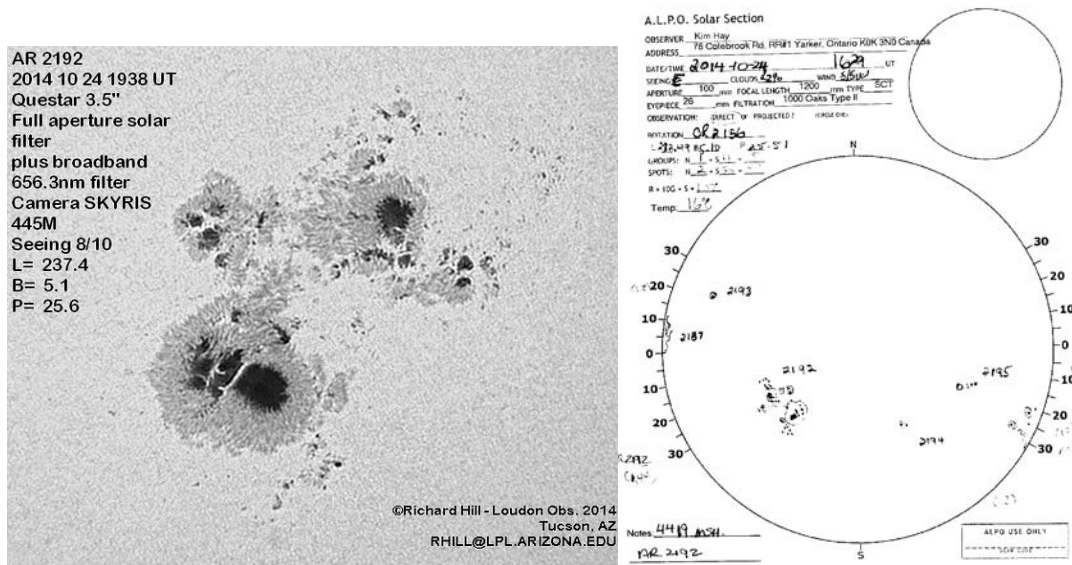 AR 2192
2014 10 24 1938 UT
Questar 3.5"
Full aperture solar
filter
plus broadband
656.3nm filter
Camera SKYRIS
445M
Seeing 8/10
L= 237.4
B= 5.1
P= 25.6
©Richard Hill - Loudon Obs. 2014
Tucson, AZ
RHILL@LPL.ARIZONA.EDU
A.L.P.O. Solar Section
OBSERVER Kim Hay
ADDRESS 76 Colebrook Rd, RR#1 Yarker, Ontario K0K 3N0 Canada
DATE/TIME 2014-10-24 1629 UT
SEEING E CLOUDS WIND
APERTURE 100 mm FOCAL LENGTH 1200 mm TYPE SCT
EYEPIECE 26 mm FILTRATION 1000 Oaks Type II
OBSERVATION: DIRECT or PROJECTED? (CIRCLE ONE)
ROTATION CR2156
P 25.51
GROUPS: N 1 + S
SPOTS: N 2 + S
R = 10G + S =
Temp: 16°
N
30
20
10
0
10
20
30
30
20
10
0
10
20
30
2193
2187
2192
2195
2194
S
Notes 4419 MSH.
AR 2192
ALPO USE ONLY